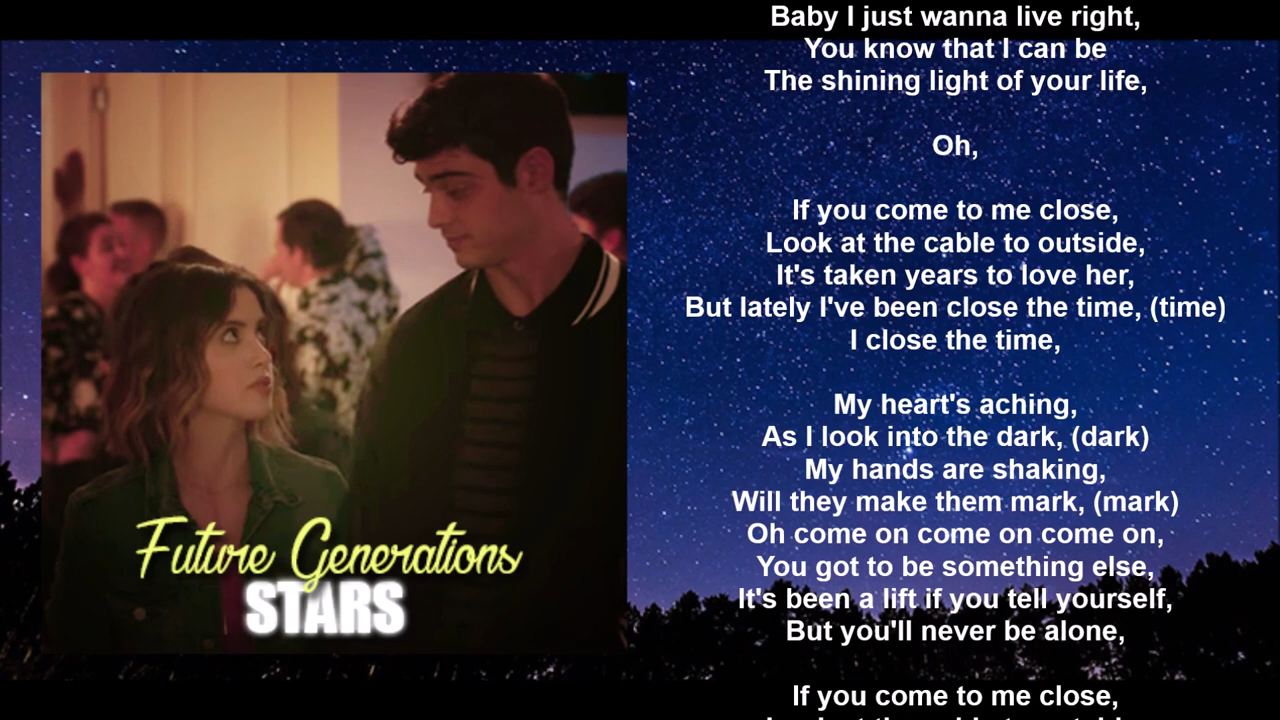 Baby I just wanna live right,
You know that I can be
The shining light of your life,
Oh,
If you come to me close,
Look at the cable to outside,
It's taken years to love her,
But lately I've been close the time, (time)
I close the time,
My heart's aching,
As I look into the dark, (dark)
My hands are shaking,
Will they make them mark, (mark)
Oh come on come on come on,
You got to be something else,
It's been a lift if you tell yourself,
But you'll never be alone,
If you come to me close,
Future Generations
STARS